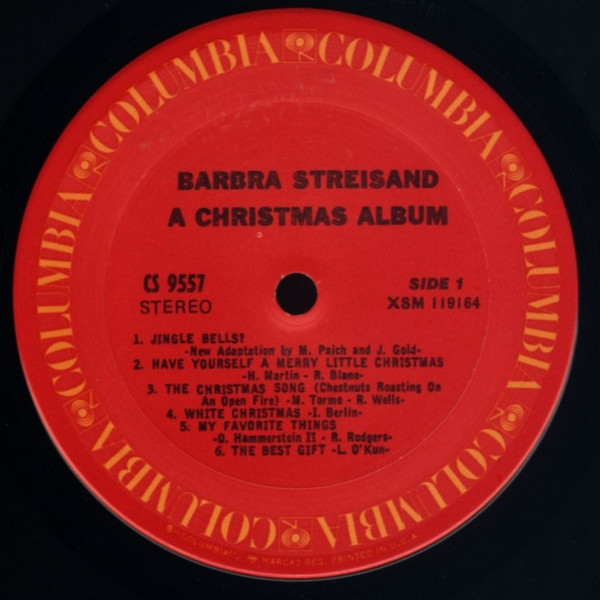 COLUMBIA COLUMBIA COLUMBIA COLUMBIA COLUMBIA COLUMBIA
BARBRA STREISAND
A CHRISTMAS ALBUM
CS 9557
SIDE 1
STEREO
XSM 119164
1. JINGLE BELLS?
-New Adaptation by M. Paich and J. Gold-
2. HAVE YOURSELF A MERRY LITTLE CHRISTMAS
-H. Martin - R. Blane-
3. THE CHRISTMAS SONG (Chestnuts Roasting On
An Open Fire) -M. Torme - R. Wells-
4. WHITE CHRISTMAS -I. Berlin-
5. MY FAVORITE THINGS
-O. Hammerstein II - R. Rodgers-
6. THE BEST GIFT -L. O'Kun-
® "COLUMBIA", MARCAS REG. PRINTED IN U.S.A.